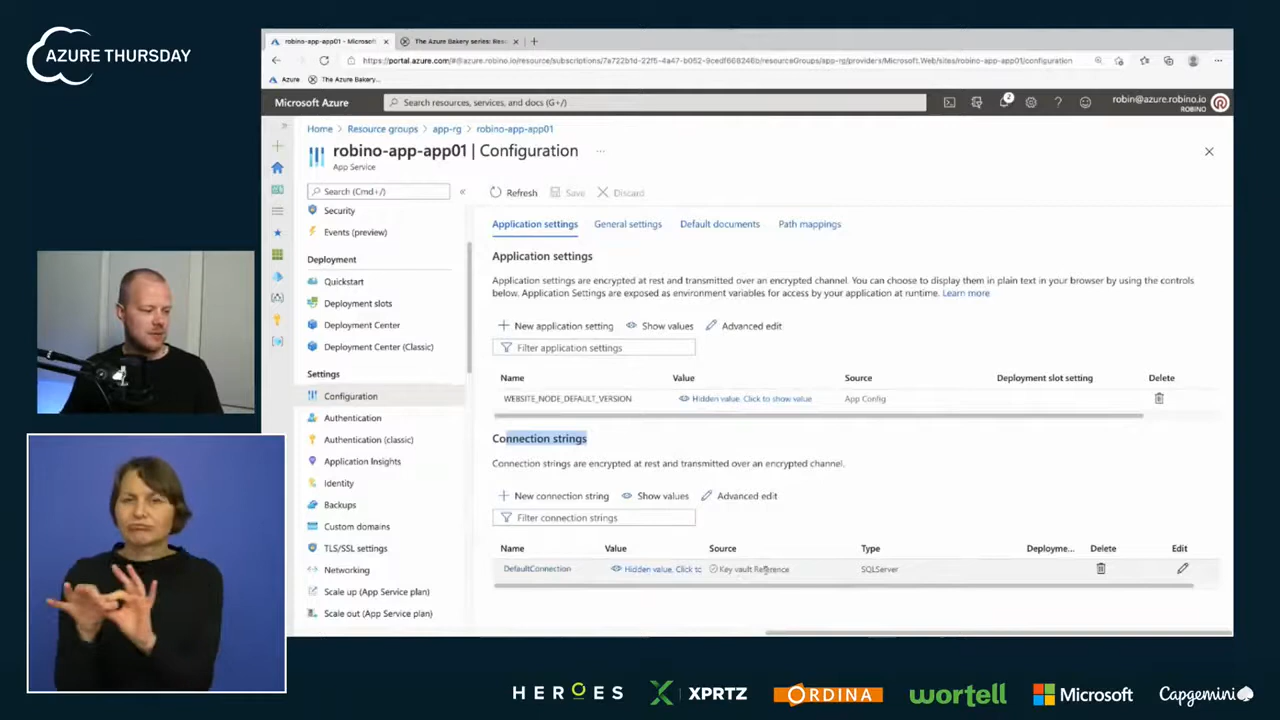 AZURE THURSDAY
robino-app-app01 - Microsoft
The Azure Bakery series: Res
https://portal.azure.com/#@azure.robino.io/resource/subscriptions/7a722b1d-22f5-4a47-b052-9cedf668246b/resourceGroups/app-rg/providers/Microsoft.Web/sites/robino-app-app01/configuration
Azure The Azure Bakery...
Microsoft Azure
Search resources, services, and docs (G+/)
2
robin@azure.robino.io
ROBINO
Home > Resource groups > app-rg > robino-app-app01
robino-app-app01 | Configuration ...
App Service
Search (Cmd+/)
«
Refresh Save Discard
Security
Events (preview)
Deployment
Quickstart
Deployment slots
Deployment Center
Deployment Center (Classic)
Settings
Configuration
Authentication
Authentication (classic)
Application Insights
Identity
Backups
Custom domains
TLS/SSL settings
Networking
Scale up (App Service plan)
Scale out (App Service plan)
Application settings General settings Default documents Path mappings
Application settings
Application settings are encrypted at rest and transmitted over an encrypted channel. You can choose to display them in plain text in your browser by using the controls
below. Application Settings are exposed as environment variables for access by your application at runtime. Learn more
New application setting Show values Advanced edit
Filter application settings
Name Value Source Deployment slot setting Delete
WEBSITE_NODE_DEFAULT_VERSION Hidden value. Click to show value App Config
Connection strings
Connection strings are encrypted at rest and transmitted over an encrypted channel.
New connection string Show values Advanced edit
Filter connection strings
Name Value Source Type Deployme... Delete Edit
DefaultConnection Hidden value. Click to Key vault Reference SQLServer
HEROES XPRTZ ORDINA wortell Microsoft Capgemini